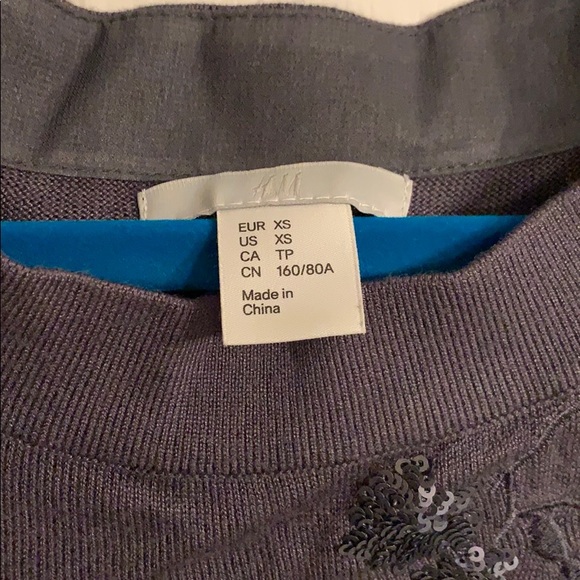 H&M
EUR XS
US XS
CA TP
CN 160/80A
Made in
China